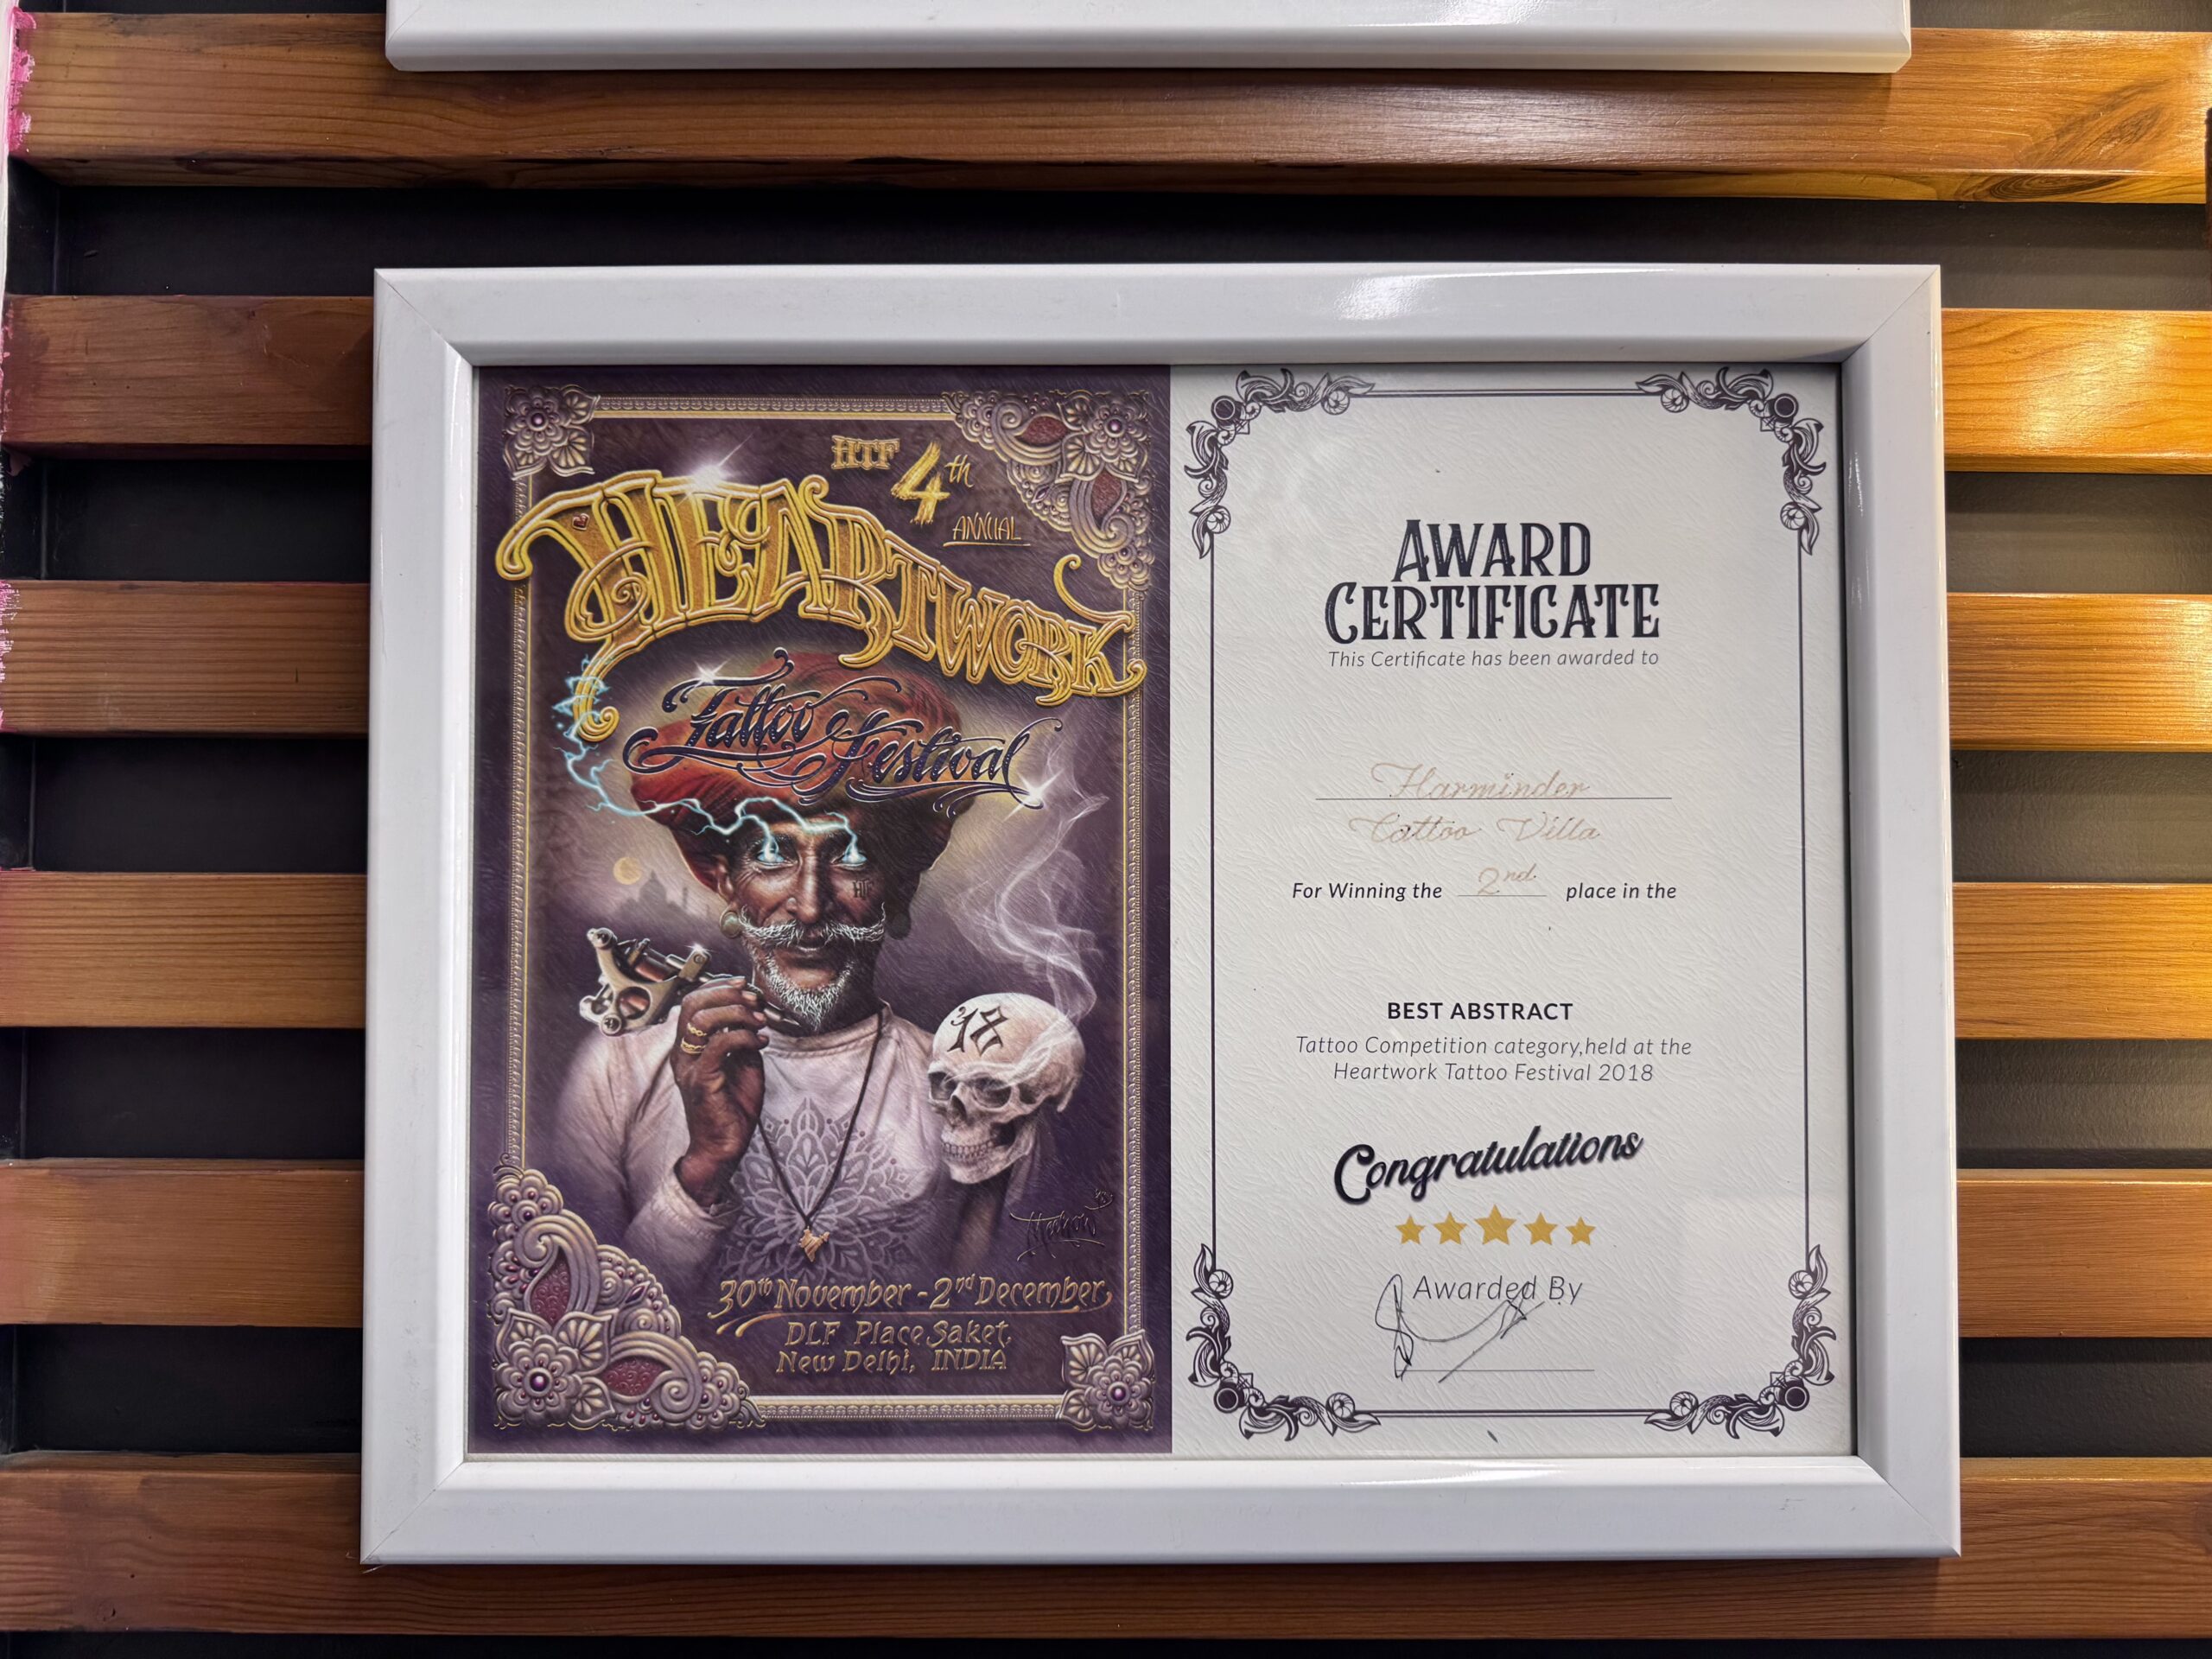 HTF 4th
ANNUAL
HEARTWORK
Tattoo Festival
HTF
'18
30th November - 2nd December
DLF Place Saket,
New Delhi, INDIA
AWARD
CERTIFICATE
This Certificate has been awarded to
Harminder
Tattoo Villa
For Winning the 2nd place in the
BEST ABSTRACT
Tattoo Competition category,held at the
Heartwork Tattoo Festival 2018
Congratulations
Awarded By